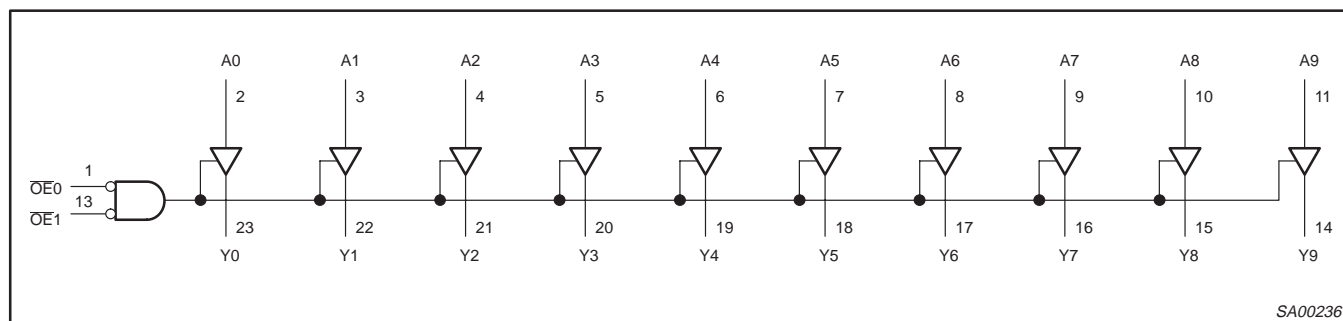 A0 A1 A2 A3 A4 A5 A6 A7 A8 A9
2 3 4 5 6 7 8 9 10 11
1
O̅E̅0
13
O̅E̅1
23 22 21 20 19 18 17 16 15 14
Y0 Y1 Y2 Y3 Y4 Y5 Y6 Y7 Y8 Y9
SA00236